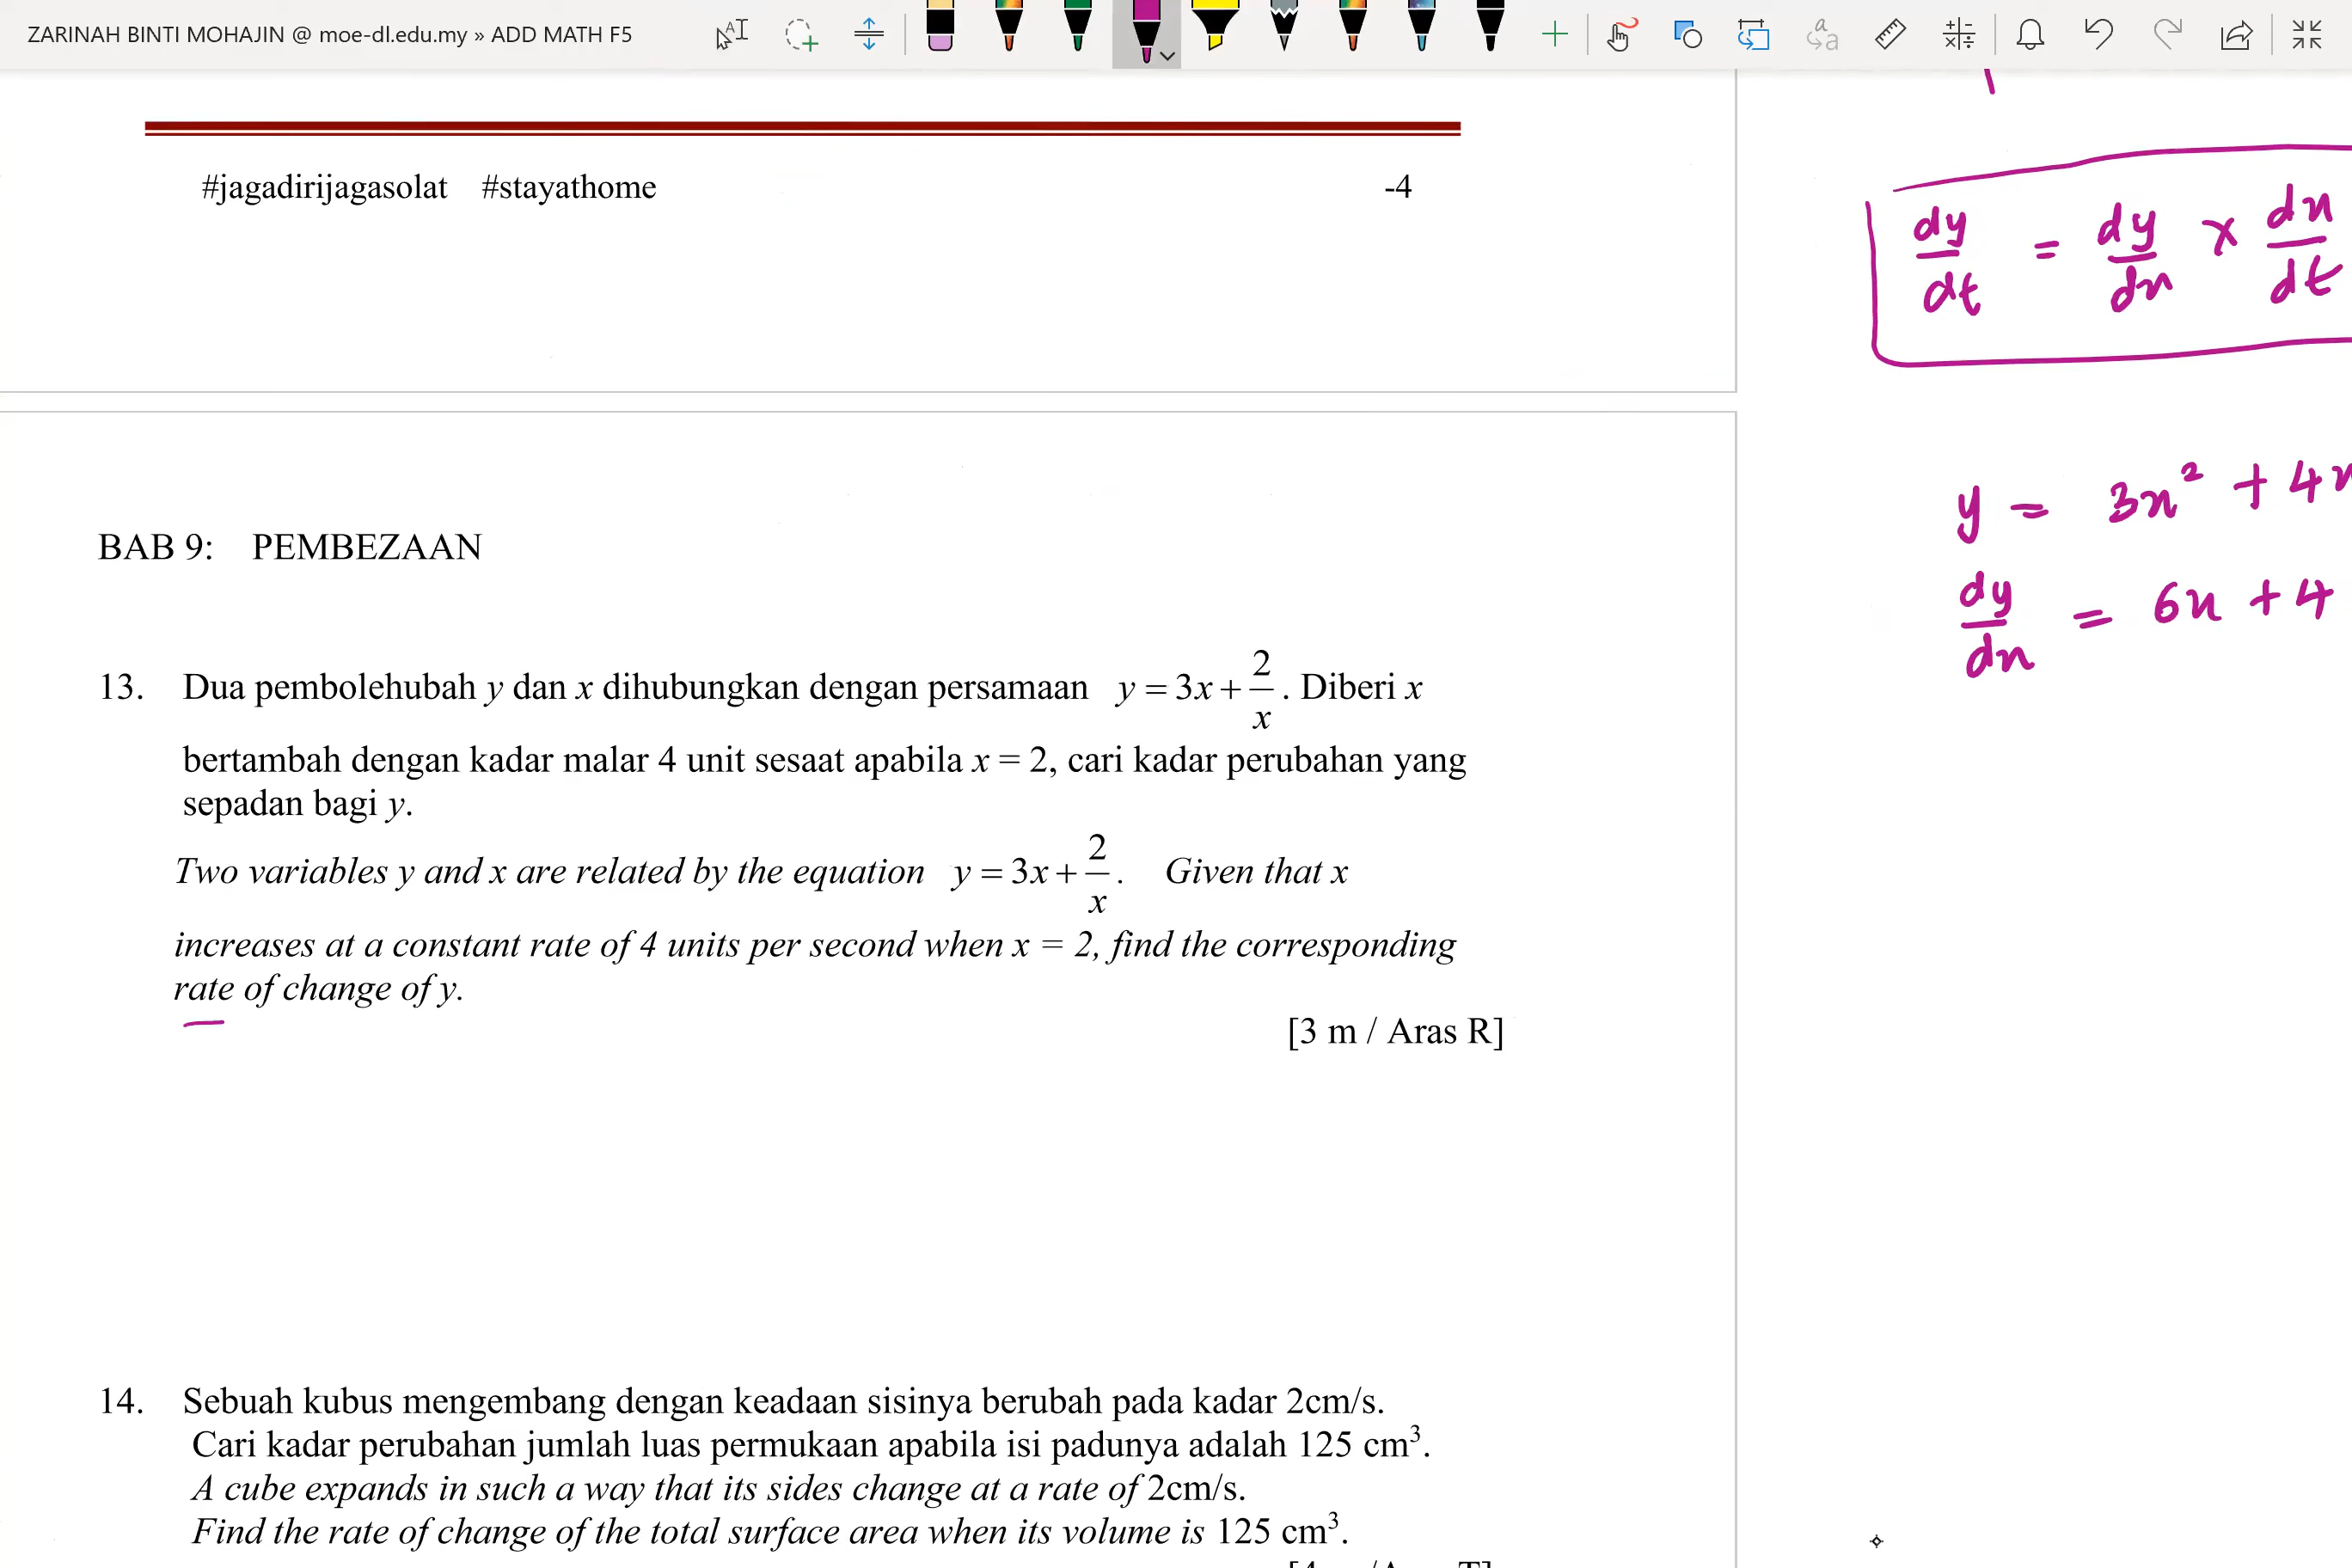 ZARINAH BINTI MOHAJIN @ moe-dl.edu.my » ADD MATH F5
#jagadirijagasolat #stayathome -4
dy/dt = dy/dx × dx/dt
y = 3x² + 4x
dy/dx = 6x + 4
BAB 9: PEMBEZAAN
13. Dua pembolehubah y dan x dihubungkan dengan persamaan y = 3x + 2/x . Diberi x
bertambah dengan kadar malar 4 unit sesaat apabila x = 2, cari kadar perubahan yang
sepadan bagi y.
Two variables y and x are related by the equation y = 3x + 2/x . Given that x
increases at a constant rate of 4 units per second when x = 2, find the corresponding
rate of change of y.
[3 m / Aras R]
14. Sebuah kubus mengembang dengan keadaan sisinya berubah pada kadar 2cm/s.
Cari kadar perubahan jumlah luas permukaan apabila isi padunya adalah 125 cm³.
A cube expands in such a way that its sides change at a rate of 2cm/s.
Find the rate of change of the total surface area when its volume is 125 cm³.